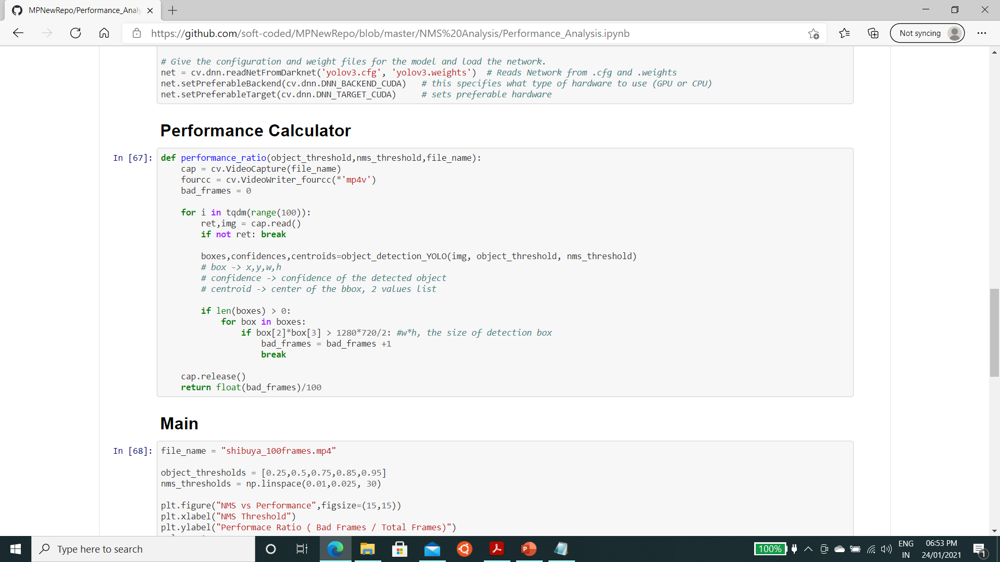 MPNewRepo/Performance_Analy
https://github.com/soft-coded/MPNewRepo/blob/master/NMS%20Analysis/Performance_Analysis.ipynb
Not syncing
# Give the configuration and weight files for the model and load the network.
net = cv.dnn.readNetFromDarknet('yolov3.cfg', 'yolov3.weights')  # Reads Network from .cfg and .weights
net.setPreferableBackend(cv.dnn.DNN_BACKEND_CUDA)   # this specifies what type of hardware to use (GPU or CPU)
net.setPreferableTarget(cv.dnn.DNN_TARGET_CUDA)     # sets preferable hardware
Performance Calculator
In [67]:
def performance_ratio(object_threshold,nms_threshold,file_name):
    cap = cv.VideoCapture(file_name)
    fourcc = cv.VideoWriter_fourcc(*'mp4v')
    bad_frames = 0
    for i in tqdm(range(100)):
        ret,img = cap.read()
        if not ret: break
        boxes,confidences,centroids=object_detection_YOLO(img, object_threshold, nms_threshold)
        # box -> x,y,w,h
        # confidence -> confidence of the detected object
        # centroid -> center of the bbox, 2 values list
        if len(boxes) > 0:
            for box in boxes:
                if box[2]*box[3] > 1280*720/2: #w*h, the size of detection box
                    bad_frames = bad_frames +1
                    break
    cap.release()
    return float(bad_frames)/100
Main
In [68]:
file_name = "shibuya_100frames.mp4"
object_thresholds = [0.25,0.5,0.75,0.85,0.95]
nms_thresholds = np.linspace(0.01,0.025, 30)
plt.figure("NMS vs Performance",figsize=(15,15))
plt.xlabel("NMS Threshold")
plt.ylabel("Performace Ratio ( Bad Frames / Total Frames)")
Type here to search
100%
ENG
IN
06:53 PM
24/01/2021
1